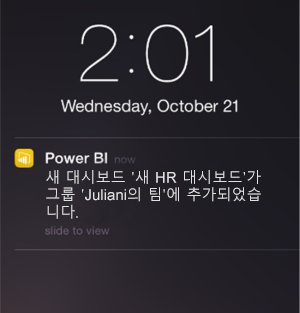 2:01
Wednesday, October 21
Power BI now
새 대시보드 '새 HR 대시보드'가
그룹 'Juliani의 팀'에 추가되었습
니다.
slide to view